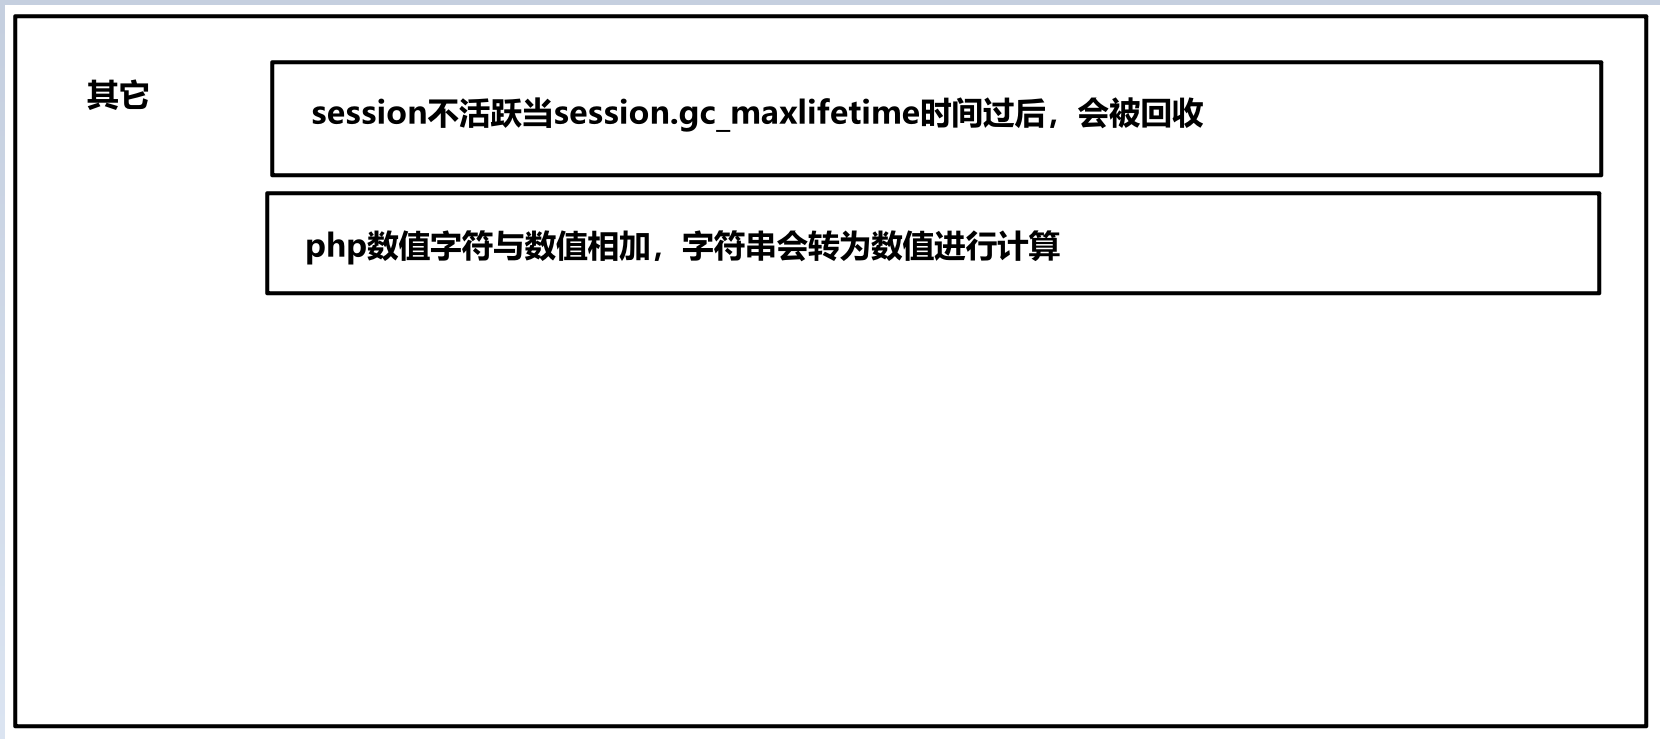 其它
session不活跃当session.gc_maxlifetime时间过后，会被回收
php数值字符与数值相加，字符串会转为数值进行计算